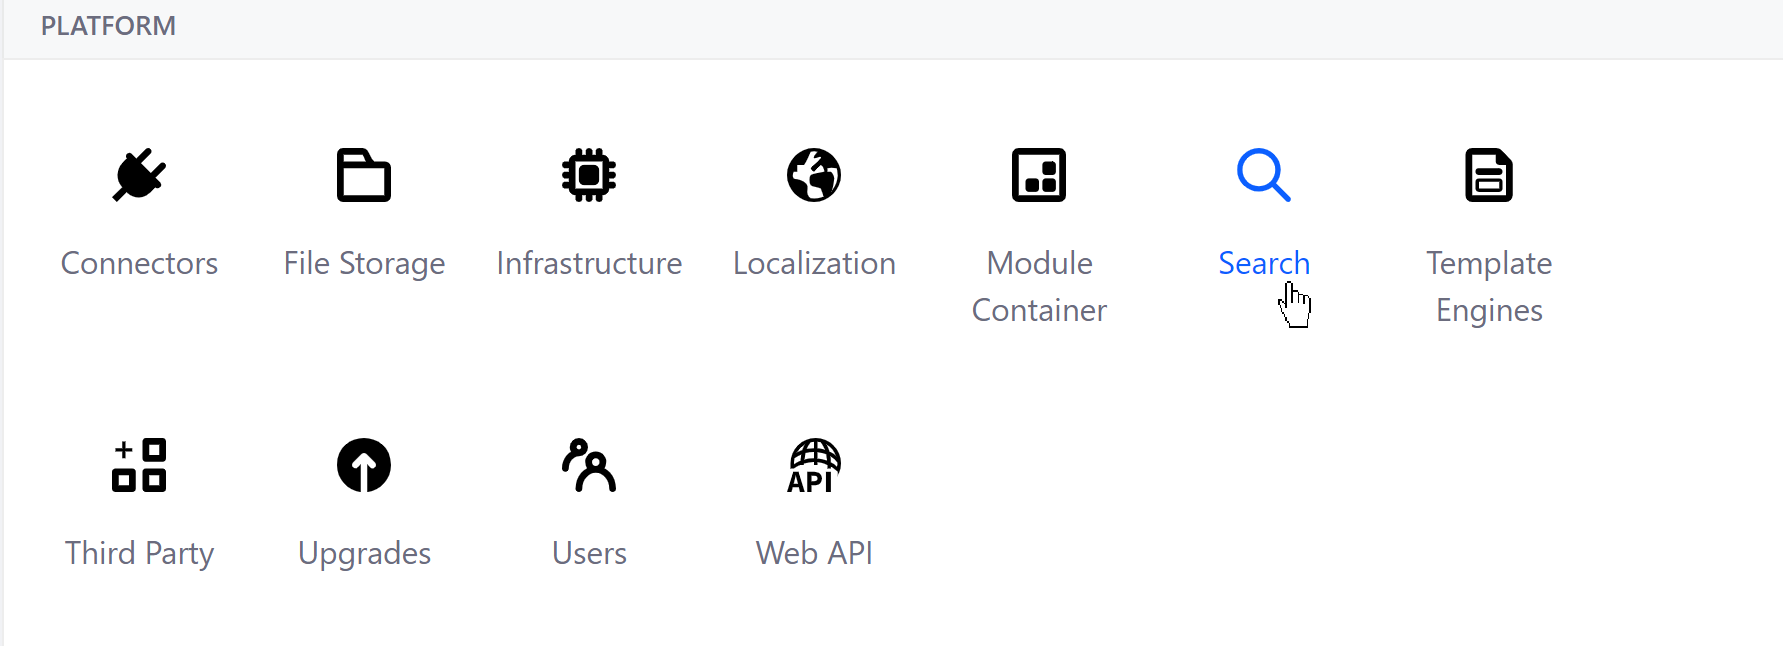 PLATFORM
Connectors
File Storage
Infrastructure
Localization
Module
Container
Search
Template
Engines
Third Party
Upgrades
API
Users
Web API